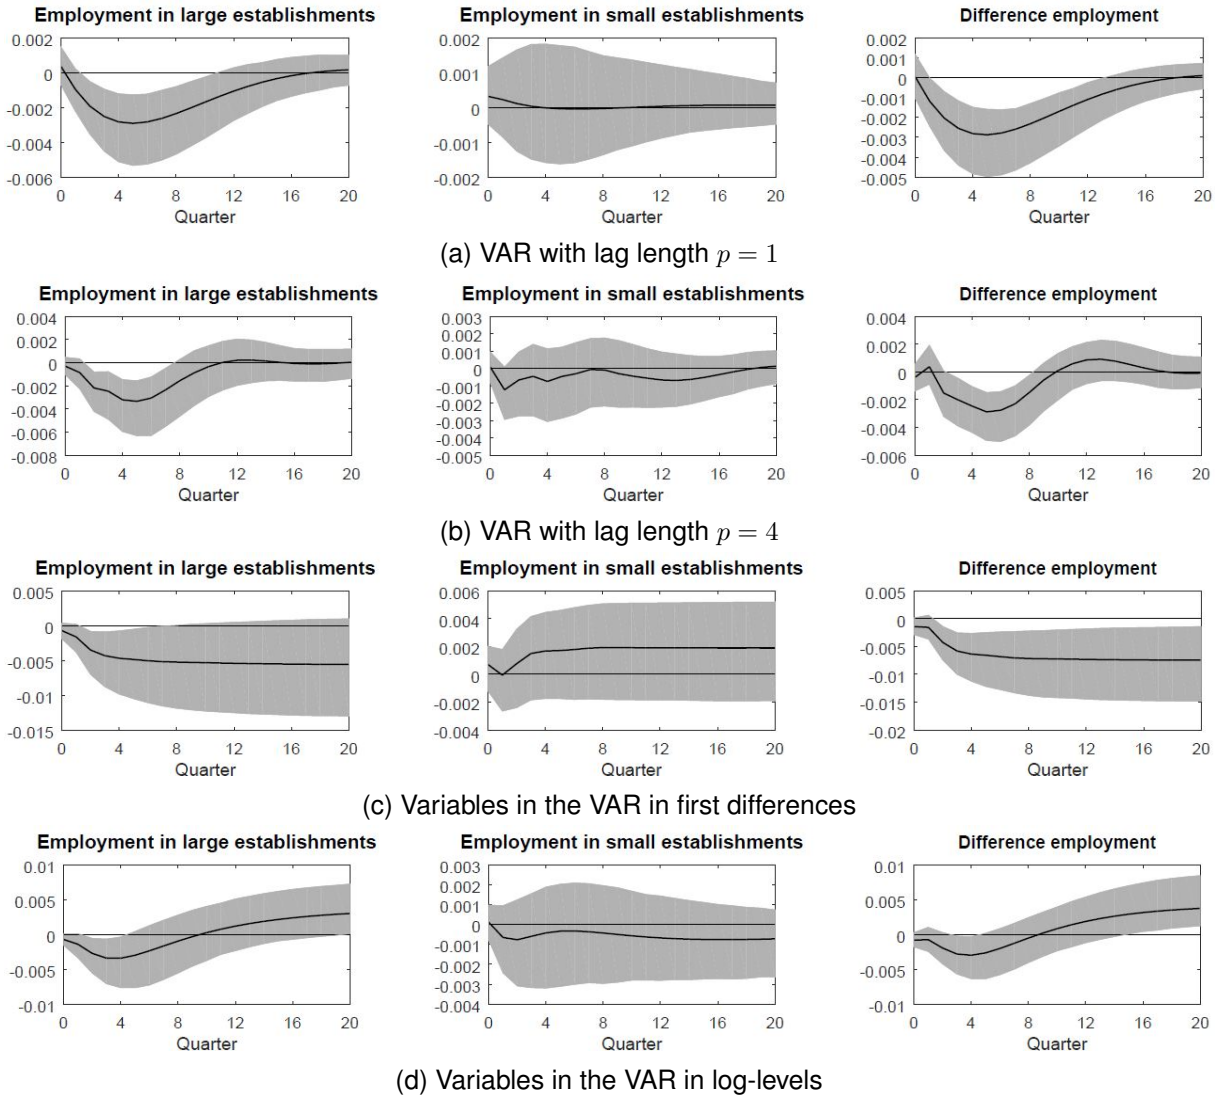 Employment in large establishments
Employment in small establishments
Difference employment
0.002
0
-0.002
-0.004
-0.006
0 4 8 12 16 20
Quarter
0.002
0.001
0
-0.001
-0.002
0 4 8 12 16 20
Quarter
0.002
0.001
0
-0.001
-0.002
-0.003
-0.004
-0.005
0 4 8 12 16 20
Quarter
(a) VAR with lag length p = 1
Employment in large establishments
Employment in small establishments
Difference employment
0.004
0.002
0
-0.002
-0.004
-0.006
-0.008
0 4 8 12 16 20
Quarter
0.003
0.002
0.001
0
-0.001
-0.002
-0.003
-0.004
-0.005
0 4 8 12 16 20
Quarter
0.004
0.002
0
-0.002
-0.004
-0.006
0 4 8 12 16 20
Quarter
(b) VAR with lag length p = 4
Employment in large establishments
Employment in small establishments
Difference employment
0.005
0
-0.005
-0.01
-0.015
0 4 8 12 16 20
Quarter
0.006
0.004
0.002
0
-0.002
-0.004
0 4 8 12 16 20
Quarter
0.005
0
-0.005
-0.01
-0.015
-0.02
0 4 8 12 16 20
Quarter
(c) Variables in the VAR in first differences
Employment in large establishments
Employment in small establishments
Difference employment
0.01
0.005
0
-0.005
-0.01
0 4 8 12 16 20
Quarter
0.003
0.002
0.001
0
-0.001
-0.002
-0.003
-0.004
0 4 8 12 16 20
Quarter
0.01
0.005
0
-0.005
-0.01
0 4 8 12 16 20
Quarter
(d) Variables in the VAR in log-levels